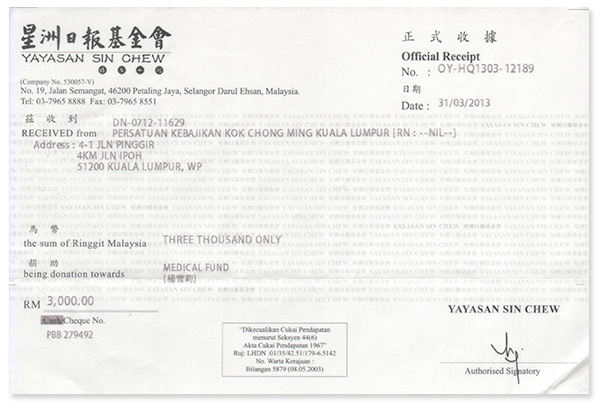 星洲日報基金會
YAYASAN SIN CHEW
(Company No. 530057-V)
No. 19, Jalan Semangat, 46200 Petaling Jaya, Selangor Darul Ehsan, Malaysia.
Tel: 03-7965 8888 Fax: 03-7965 8551
正式收據
Official Receipt
No. : OY-HQ1303-12189
日期
Date : 31/03/2013
茲收到 DN-0712-11629
RECEIVED from PERSATUAN KEBAJIKAN KOK CHONG MING KUALA LUMPUR [RN : --NIL--]
Address : 4-1 JLN PINGGIR
4KM JLN IPOH
51200 KUALA LUMPUR, WP
馬幣
the sum of Ringgit Malaysia THREE THOUSAND ONLY
捐助
being donation towards MEDICAL FUND
(楊雪莉)
RM 3,000.00
Cash Cheque No.
PBB 279492
"Dikecualikan Cukai Pendapatan
menurut Seksyen 44(6)
Akta Cukai Pendapatan 1967"
Ruj: LHDN .01/35/42.51/179-6.5142
No. Warta Kerajaan :
Bilangan 5879 (08.05.2003)
YAYASAN SIN CHEW
Authorised Signatory